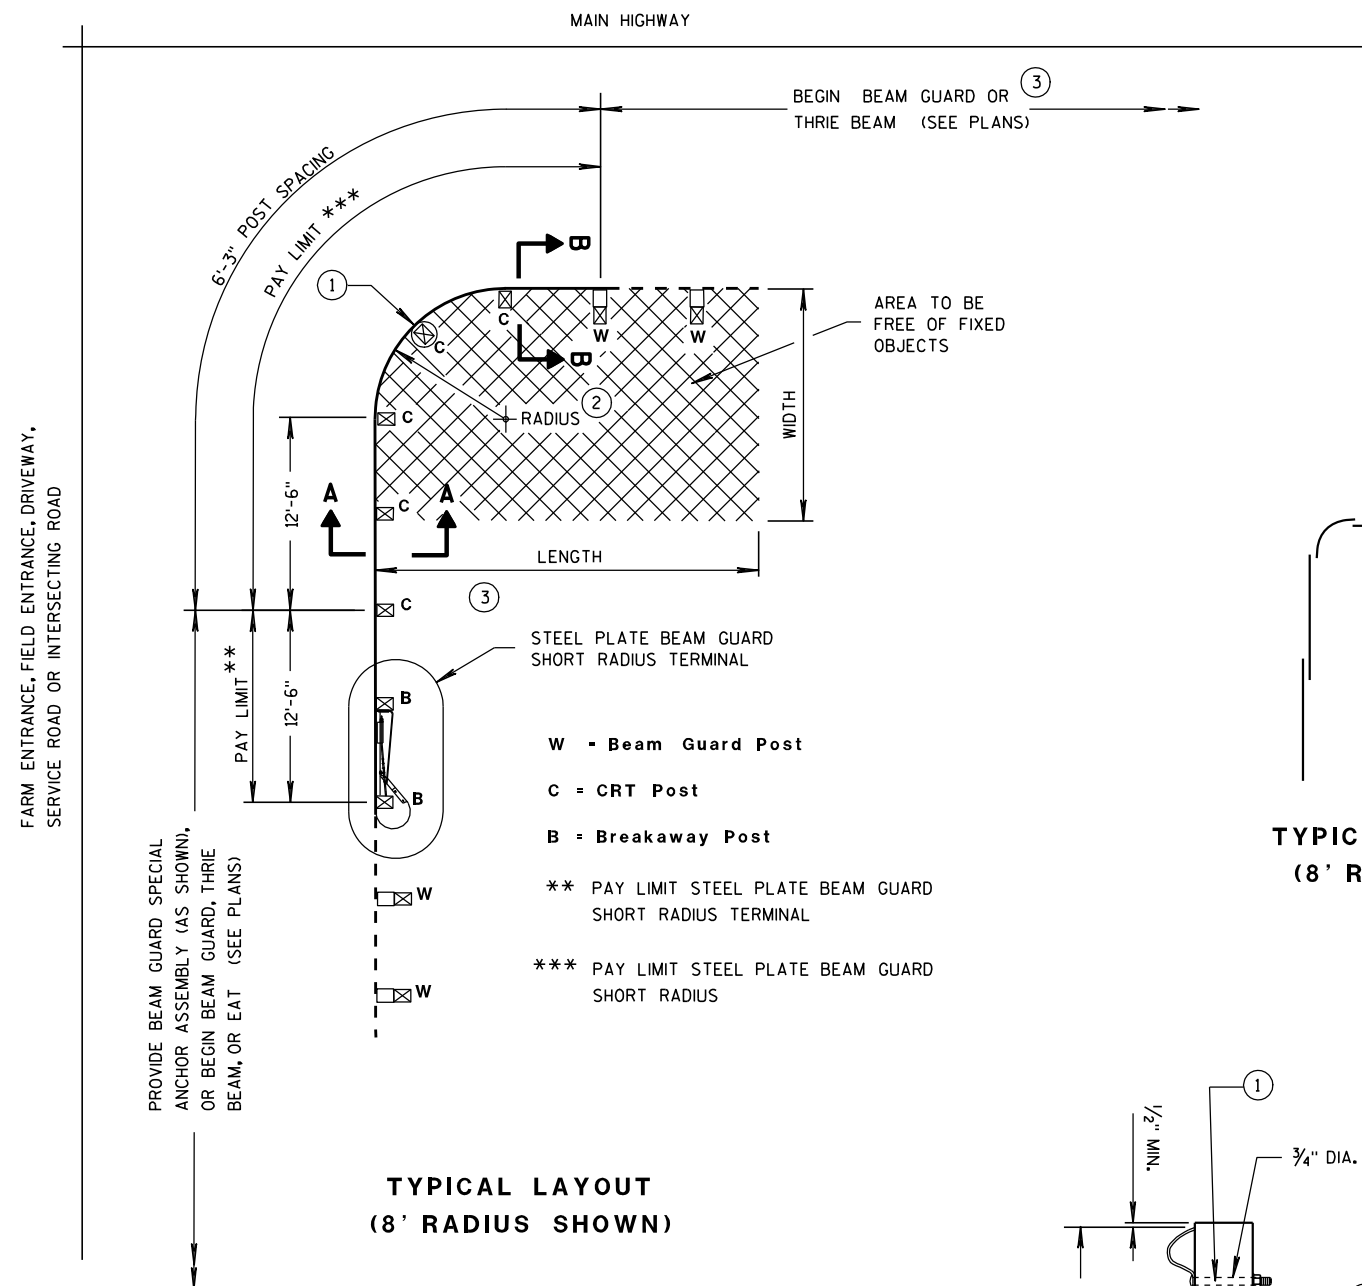 MAIN HIGHWAY
BEGIN BEAM GUARD OR
3
THRIE BEAM (SEE PLANS)
6'-3" POST SPACING
PAY LIMIT ***
1
B
AREA TO BE
FREE OF FIXED
OBJECTS
C
W
W
C
B
2
RADIUS
WIDTH
C
FARM ENTRANCE, FIELD ENTRANCE, DRIVEWAY,
SERVICE ROAD OR INTERSECTING ROAD
12'-6"
A
A
C
LENGTH
3
C
STEEL PLATE BEAM GUARD
SHORT RADIUS TERMINAL
PAY LIMIT **
12'-6"
B
B
W - Beam Guard Post
C = CRT Post
B = Breakaway Post
** PAY LIMIT STEEL PLATE BEAM GUARD
SHORT RADIUS TERMINAL
*** PAY LIMIT STEEL PLATE BEAM GUARD
SHORT RADIUS
W
W
PROVIDE BEAM GUARD SPECIAL
ANCHOR ASSEMBLY (AS SHOWN),
OR BEGIN BEAM GUARD, THRIE
BEAM, OR EAT (SEE PLANS)
TYPICAL LAYOUT
(8' RADIUS SHOWN)
TYPIC
(8' R
1
1/2" MIN.
3/4" DIA.